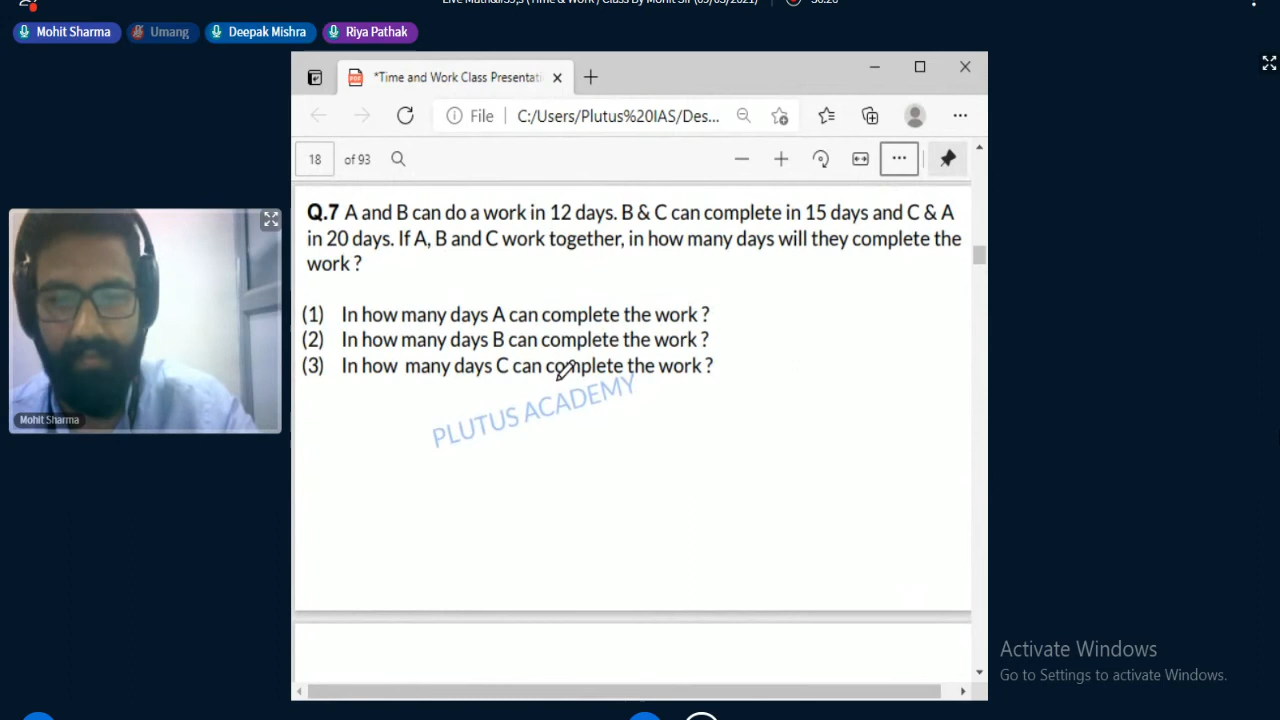 Mohit Sharma
Umang
Deepak Mishra
Riya Pathak
*Time and Work Class Presentati
File
C:/Users/Plutus%20IAS/Des...
18
of 93
Q.7 A and B can do a work in 12 days. B & C can complete in 15 days and C & A
in 20 days. If A, B and C work together, in how many days will they complete the
work ?
(1) In how many days A can complete the work ?
(2) In how many days B can complete the work ?
(3) In how many days C can complete the work ?
PLUTUS ACADEMY
Mohit Sharma
Activate Windows
Go to Settings to activate Windows.